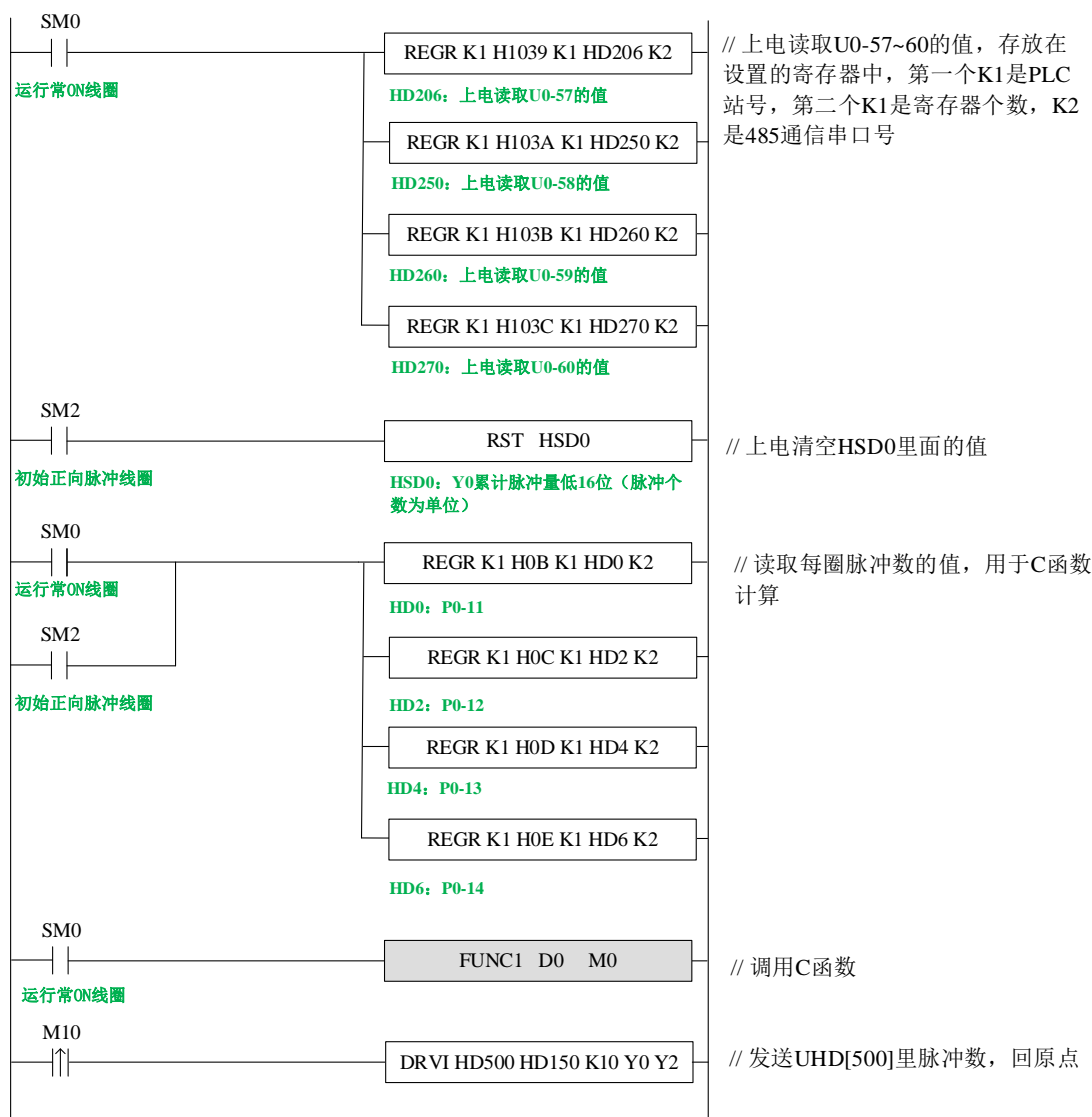 SM0
REGR K1 H1039 K1 HD206 K2
// 上电读取U0-57~60的值，存放在
设置的寄存器中，第一个K1是PLC
站号，第二个K1是寄存器个数，K2
是485通信串口号
运行常ON线圈
HD206：上电读取U0-57的值
REGR K1 H103A K1 HD250 K2
HD250：上电读取U0-58的值
REGR K1 H103B K1 HD260 K2
HD260：上电读取U0-59的值
REGR K1 H103C K1 HD270 K2
HD270：上电读取U0-60的值
SM2
RST HSD0
// 上电清空HSD0里面的值
初始正向脉冲线圈
HSD0：Y0累计脉冲量低16位（脉冲个
数为单位）
SM0
REGR K1 H0B K1 HD0 K2
// 读取每圈脉冲数的值，用于C函数
计算
运行常ON线圈
HD0：P0-11
SM2
REGR K1 H0C K1 HD2 K2
初始正向脉冲线圈
HD2：P0-12
REGR K1 H0D K1 HD4 K2
HD4：P0-13
REGR K1 H0E K1 HD6 K2
HD6：P0-14
SM0
FUNC1 D0 M0
// 调用C函数
运行常ON线圈
M10
DRVI HD500 HD150 K10 Y0 Y2
// 发送UHD[500]里脉冲数，回原点